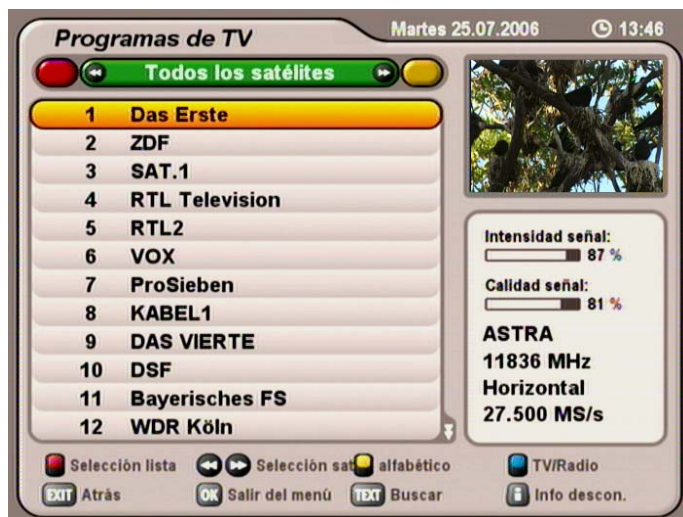 Programas de TV
Martes 25.07.2006
13:46
Todos los satélites
1 Das Erste
2 ZDF
3 SAT.1
4 RTL Television
5 RTL2
6 VOX
7 ProSieben
8 KABEL1
9 DAS VIERTE
10 DSF
11 Bayerisches FS
12 WDR Köln
Intensidad señal:
87 %
Calidad señal:
81 %
ASTRA
11836 MHz
Horizontal
27.500 MS/s
Selección lista
Selección sat
alfabético
TV/Radio
EXIT Atrás
OK Salir del menú
TEXT Buscar
i Info descon.